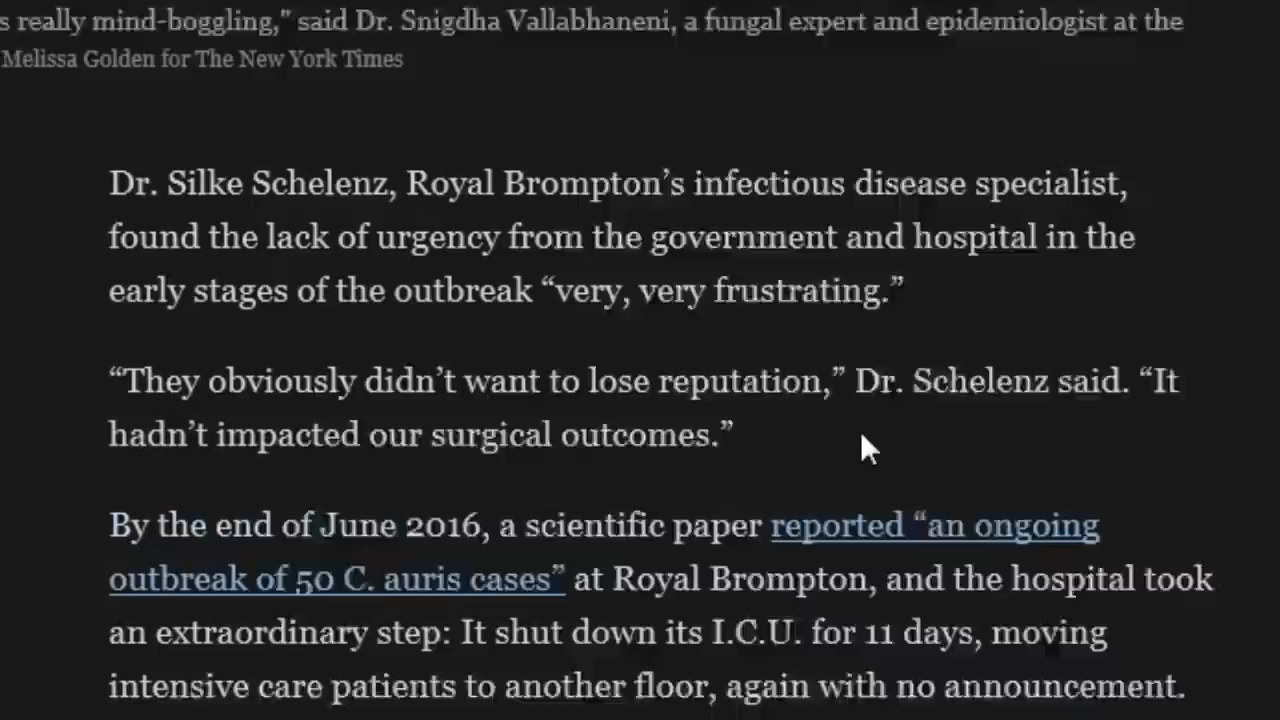 s really mind-boggling,” said Dr. Snigdha Vallabhaneni, a fungal expert and epidemiologist at the
Melissa Golden for The New York Times
Dr. Silke Schelenz, Royal Brompton’s infectious disease specialist,
found the lack of urgency from the government and hospital in the
early stages of the outbreak “very, very frustrating.”
“They obviously didn’t want to lose reputation,” Dr. Schelenz said. “It
hadn’t impacted our surgical outcomes.”
By the end of June 2016, a scientific paper reported “an ongoing
outbreak of 50 C. auris cases” at Royal Brompton, and the hospital took
an extraordinary step: It shut down its I.C.U. for 11 days, moving
intensive care patients to another floor, again with no announcement.